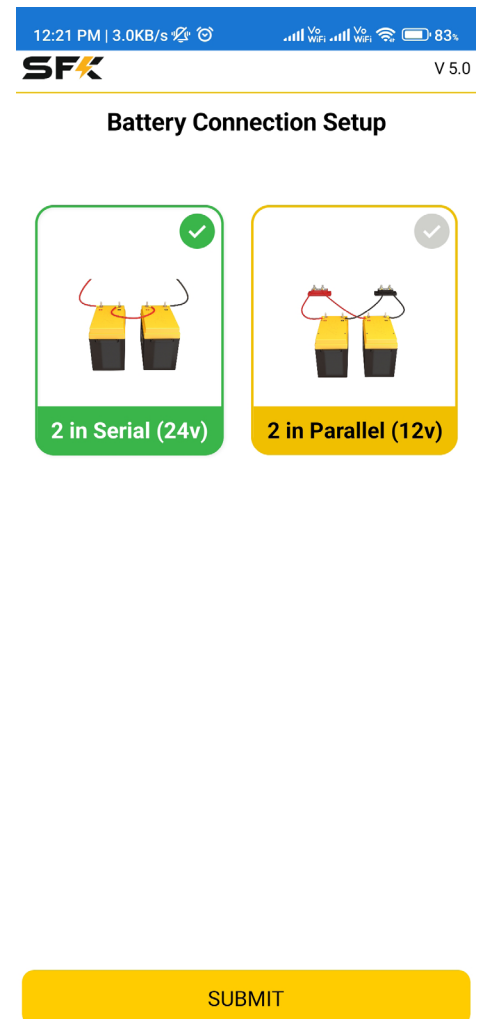 12:21 PM | 3.0KB/s Vo WiFi Vo WiFi 83%
SFK V 5.0
Battery Connection Setup
2 in Serial (24v) 2 in Parallel (12v)
SUBMIT